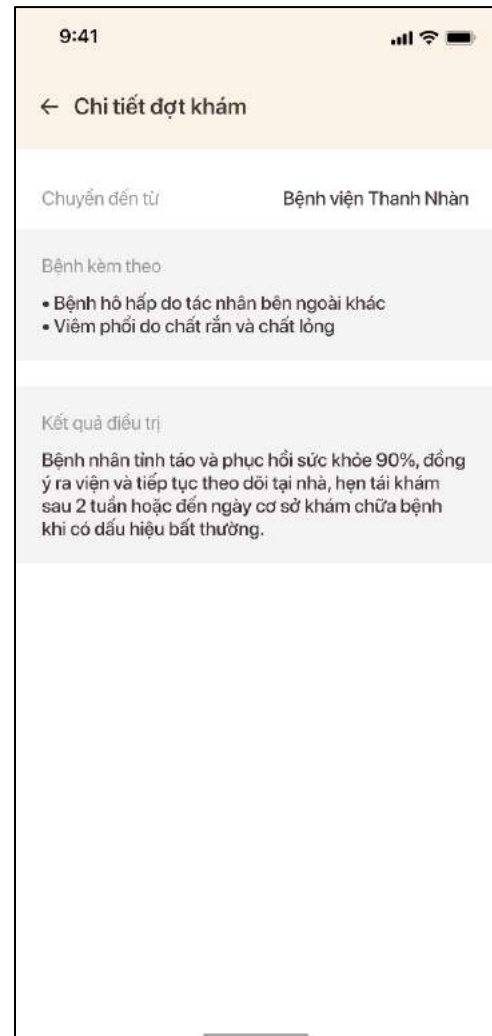 9:41
← Chi tiết đợt khám
Chuyển đến từ Bệnh viện Thanh Nhàn
Bệnh kèm theo
• Bệnh hô hấp do tác nhân bên ngoài khác
• Viêm phổi do chất rắn và chất lỏng
Kết quả điều trị
Bệnh nhân tỉnh táo và phục hồi sức khỏe 90%, đồng
ý ra viện và tiếp tục theo dõi tại nhà, hẹn tái khám
sau 2 tuần hoặc đến ngày cơ sở khám chữa bệnh
khi có dấu hiệu bất thường.